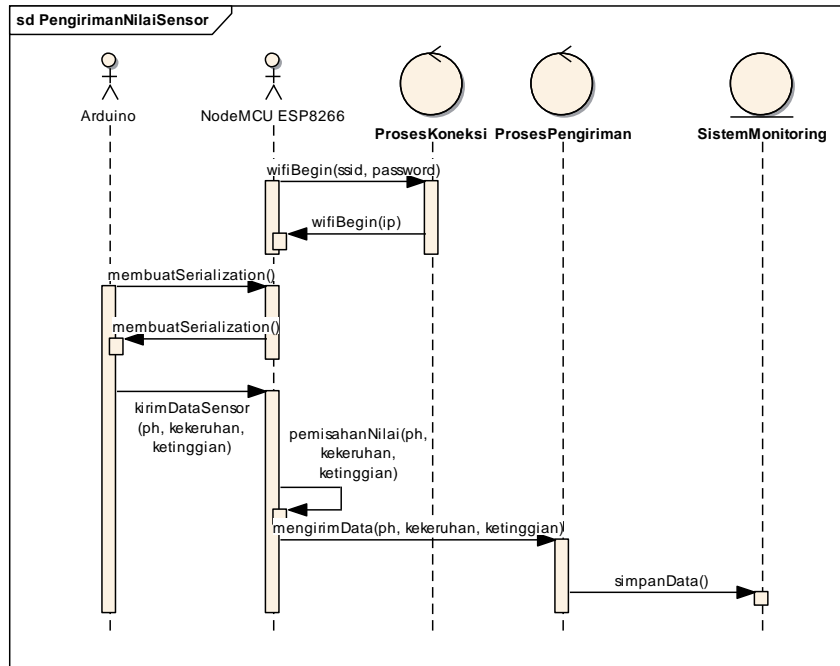 sd PengirimanNilaiSensor
Arduino
NodeMCU ESP8266
ProsesKoneksi
ProsesPengiriman
SistemMonitoring
wifiBegin(ssid, password)
wifiBegin(ip)
membuatSerialization()
membuatSerialization()
kirimDataSensor
(ph, kekeruhan,
ketinggian)
pemisahanNilai(ph,
kekeruhan,
ketinggian)
mengirimData(ph, kekeruhan, ketinggian)
simpanData()